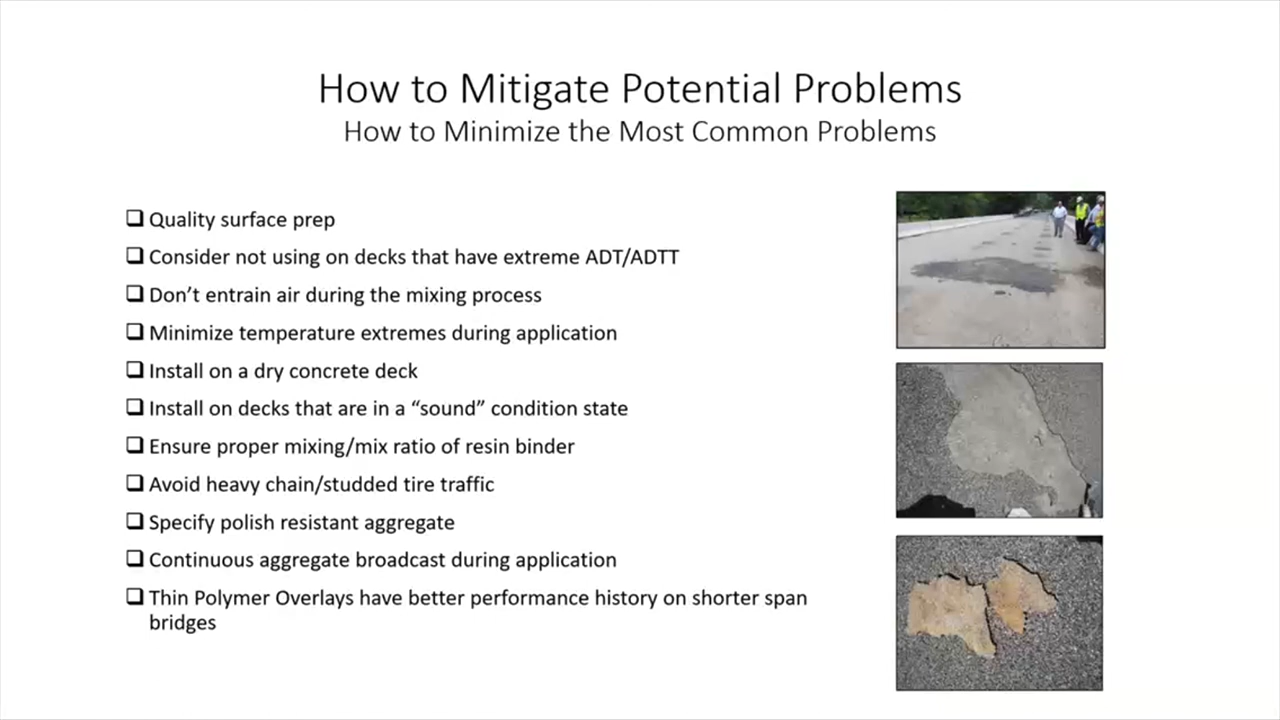 How to Mitigate Potential Problems
How to Minimize the Most Common Problems
Quality surface prep
Consider not using on decks that have extreme ADT/ADTT
Don’t entrain air during the mixing process
Minimize temperature extremes during application
Install on a dry concrete deck
Install on decks that are in a “sound” condition state
Ensure proper mixing/mix ratio of resin binder
Avoid heavy chain/studded tire traffic
Specify polish resistant aggregate
Continuous aggregate broadcast during application
Thin Polymer Overlays have better performance history on shorter span
bridges